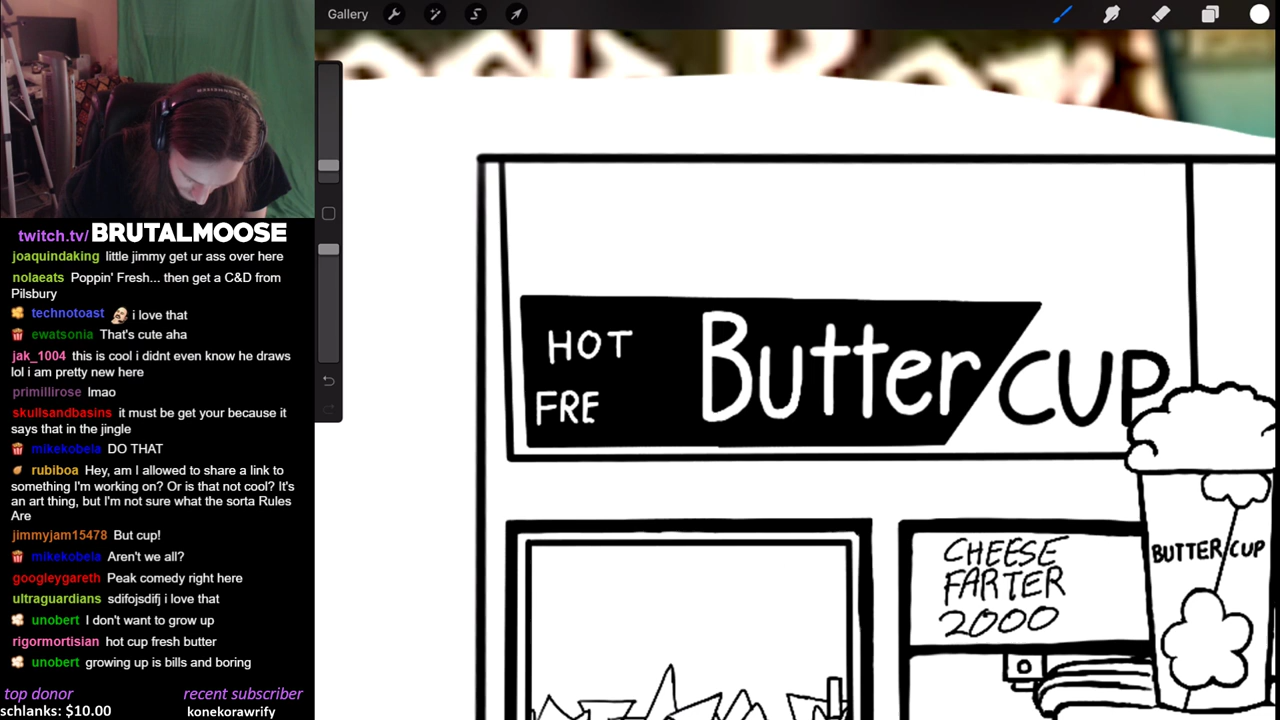 Gallery
HOT
FRE
Butter/CUP
CHEESE
FARTER
2000
BUTTER/CUP
twitch.tv/BRUTALMOOSE
joaquindaking little jimmy get ur ass over here
nolaeats Poppin' Fresh... then get a C&D from
Pilsbury
technotoast i love that
ewatsonia That's cute aha
jak_1004 this is cool i didnt even know he draws
lol i am pretty new here
primillirose lmao
skullsandbasins it must be get your because it
says that in the jingle
mikekobela DO THAT
rubiboa Hey, am I allowed to share a link to
something I'm working on? Or is that not cool? It's
an art thing, but I'm not sure what the sorta Rules
Are
jimmyjam15478 But cup!
mikekobela Aren't we all?
googleygareth Peak comedy right here
ultraguardians sdifojsdifj i love that
unobert I don't want to grow up
rigormortisian hot cup fresh butter
unobert growing up is bills and boring
top donor
schlanks: $10.00
recent subscriber
konekorawrify